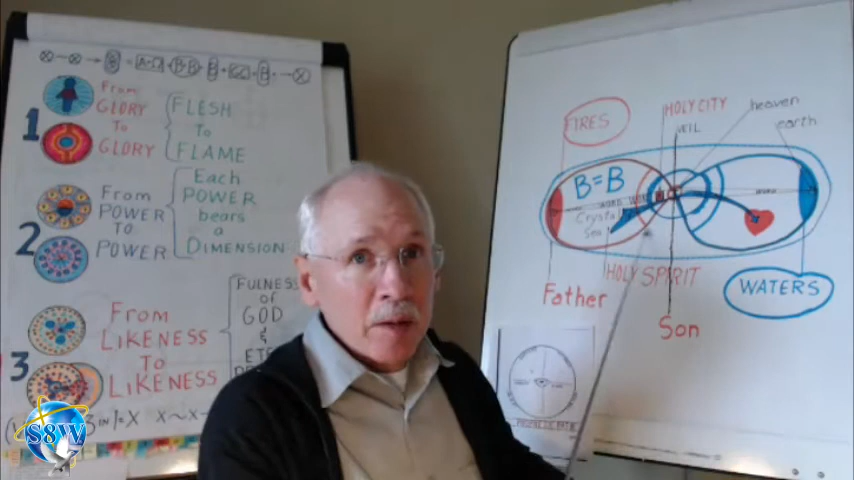 1
From
GLORY
To
GLORY
FLESH
To
FLAME
2
From
POWER
To
POWER
Each
POWER
bears
a
DIMENSION
3
From
LIKENESS
To
LIKENESS
FULNESS
of
GOD
&
S8W
FIRES
HOLY CITY
heaven
earth
B=B
WORD
Crystal
Sea
HOLY SPIRIT
Father
Son
WATERS